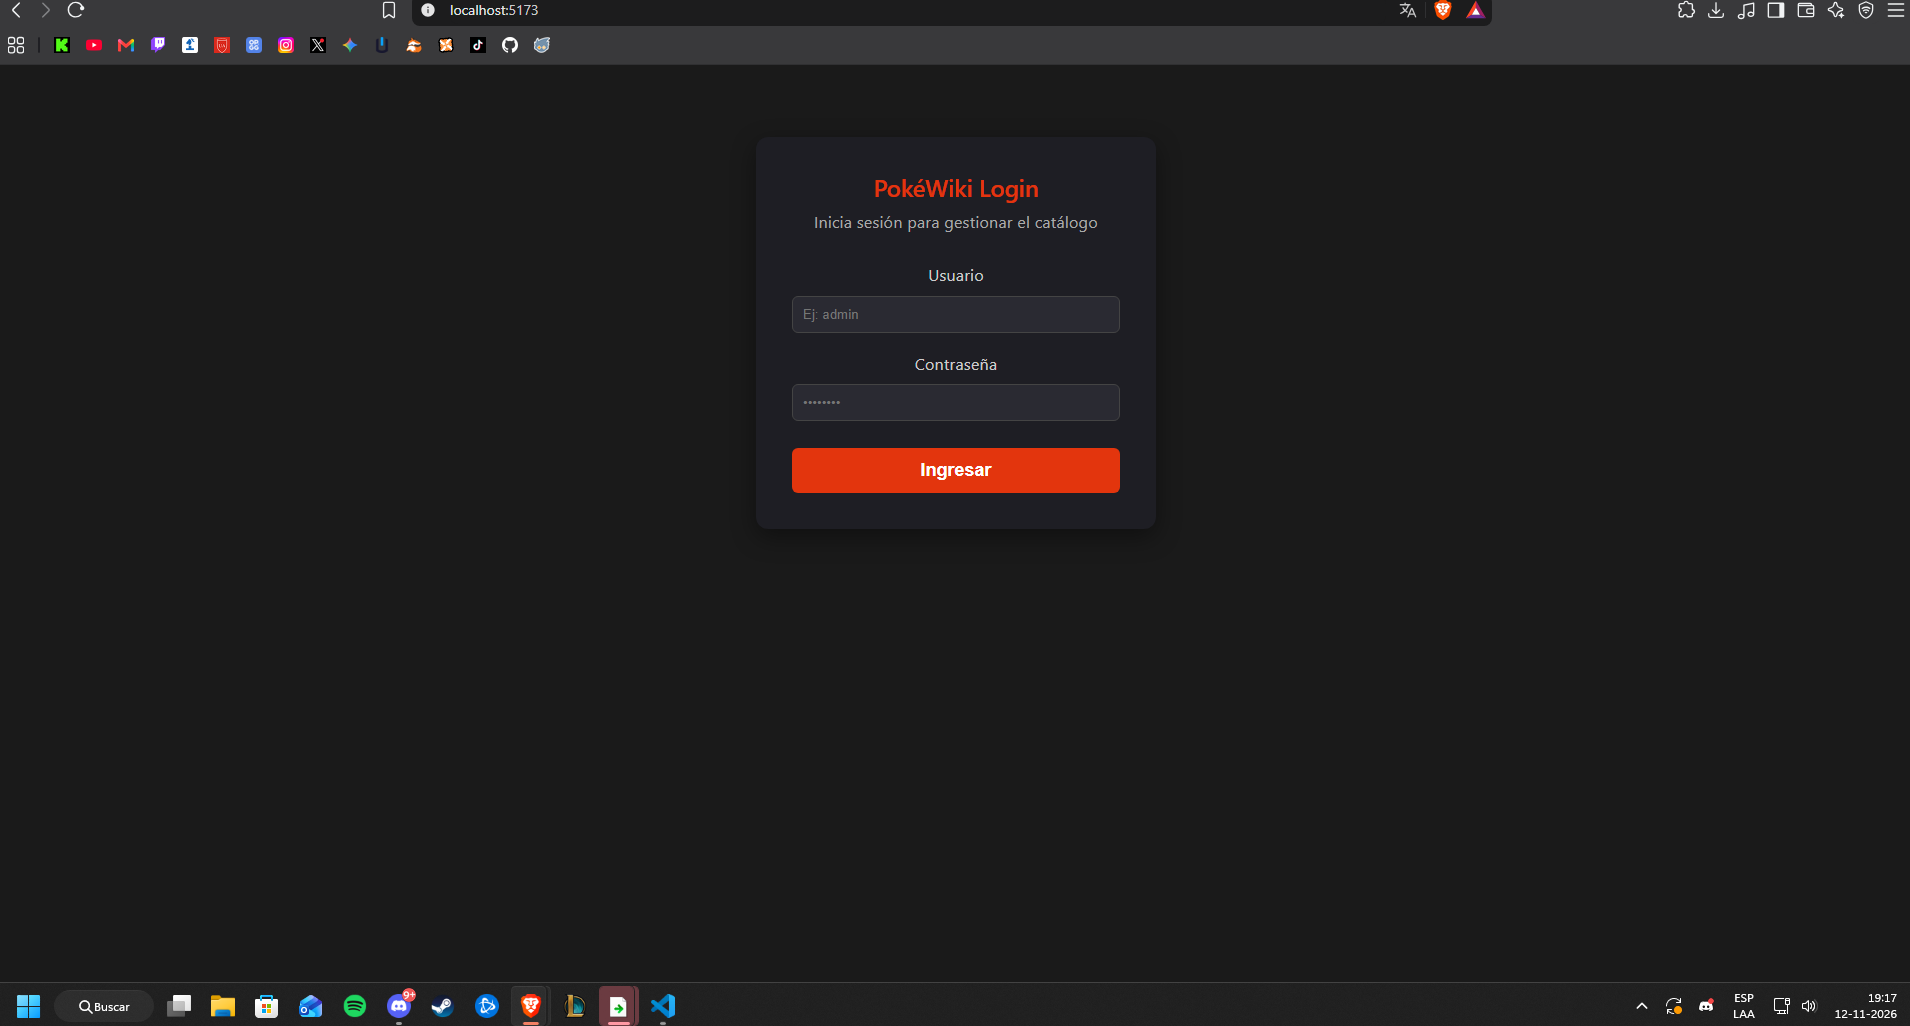 localhost:5173
PokéWiki Login
Inicia sesión para gestionar el catálogo
Usuario
Ej: admin
Contraseña
••••••••
Ingresar
Buscar
9+
ESP
LAA
19:17
12-11-2026